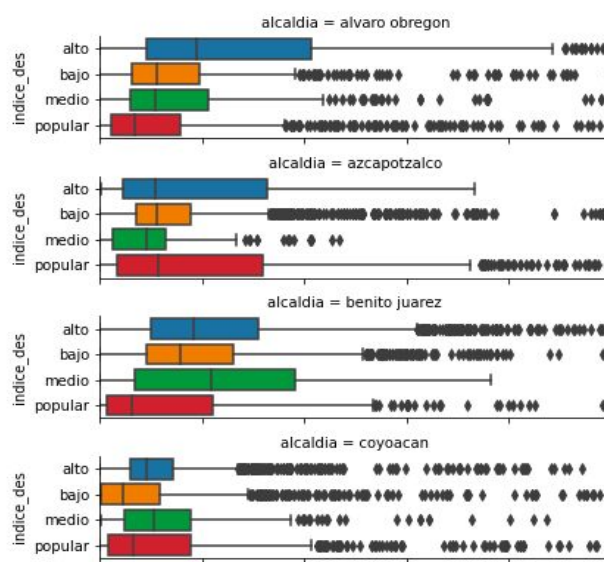 alcaldia = alvaro obregon
alto
bajo
medio
popular
indice_des
alcaldia = azcapotzalco
alto
bajo
medio
popular
indice_des
alcaldia = benito juarez
alto
bajo
medio
popular
indice_des
alcaldia = coyoacan
alto
bajo
medio
popular
indice_des